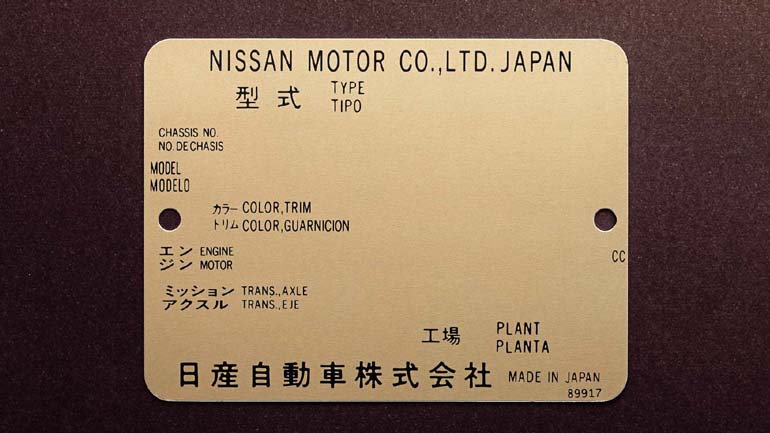 NISSAN MOTOR CO.,LTD. JAPAN
型式 TYPE
TIPO
CHASSIS NO.
NO. DE CHASIS
MODEL
MODELO
カラー COLOR,TRIM
トリム COLOR,GUARNICION
エン ENGINE
ジン MOTOR
CC
ミッション TRANS.,AXLE
アクスル TRANS.,EJE
工場 PLANT
PLANTA
日産自動車株式会社 MADE IN JAPAN
89917